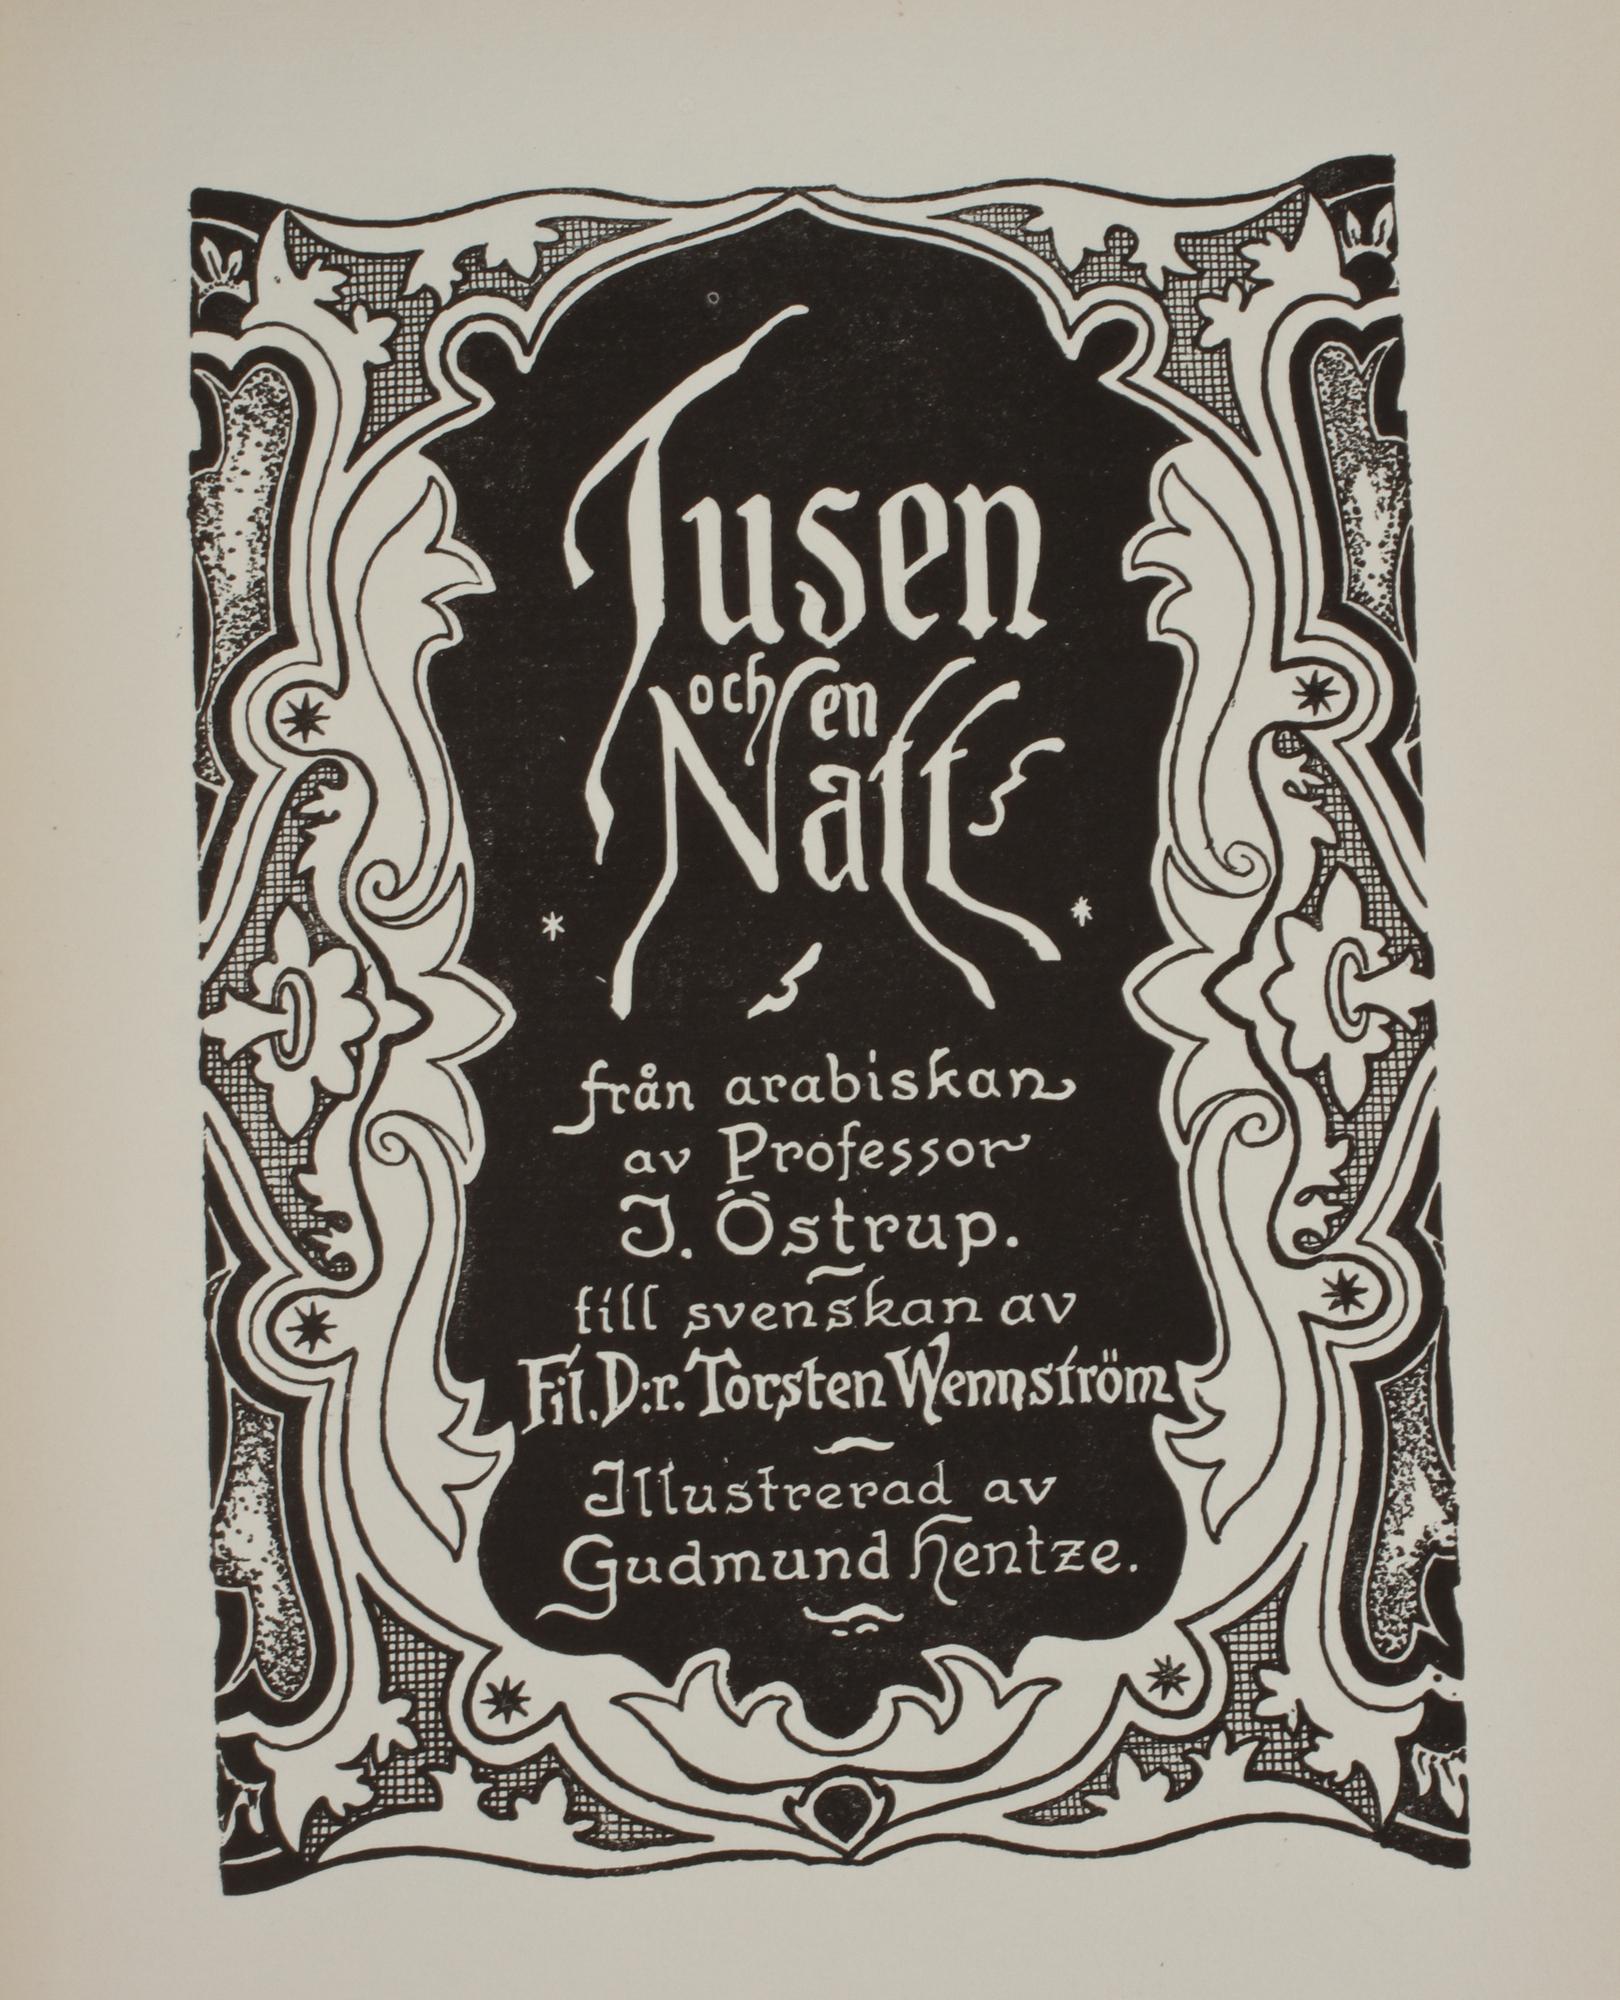 Tusen
och en
Natt
från arabiskan
av Professor
J. Östrup.
till svenskan av
Fil. D:r. Torsten Wennström
Illustrerad av
Gudmund Hentze.